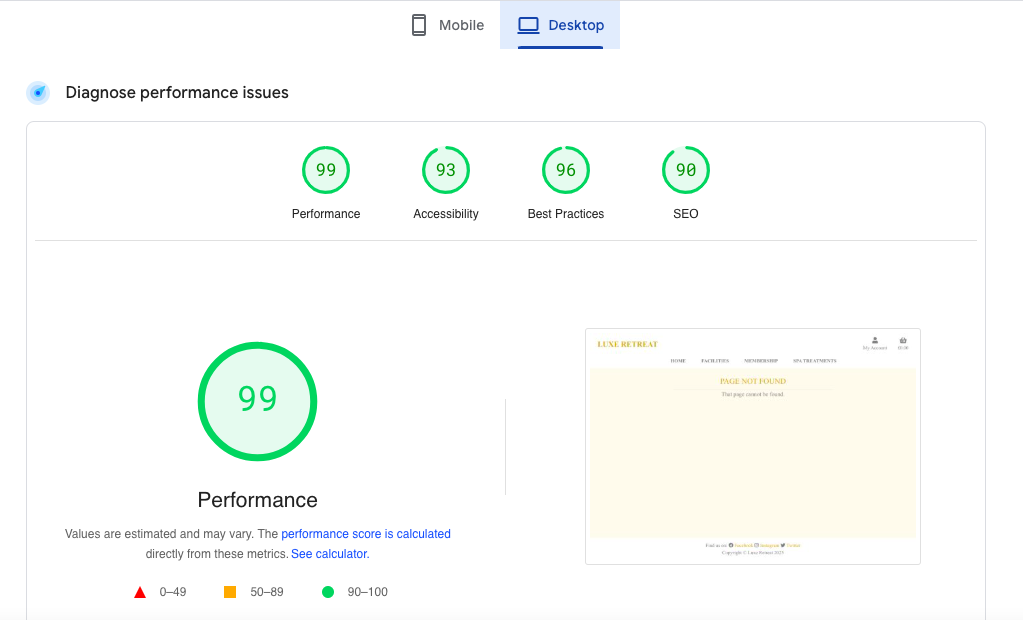 Mobile
Desktop
Diagnose performance issues
99
93
96
90
Performance
Accessibility
Best Practices
SEO
99
Performance
Values are estimated and may vary. The performance score is calculated
directly from these metrics. See calculator.
0–49
50–89
90–100
LUXE RETREAT
My Account
HOME
FACILITIES
MEMBERSHIP
SPA TREATMENTS
PAGE NOT FOUND
That page cannot be found.
Find us on: Facebook Instagram Twitter
Copyright © Luxe Retreat 2023